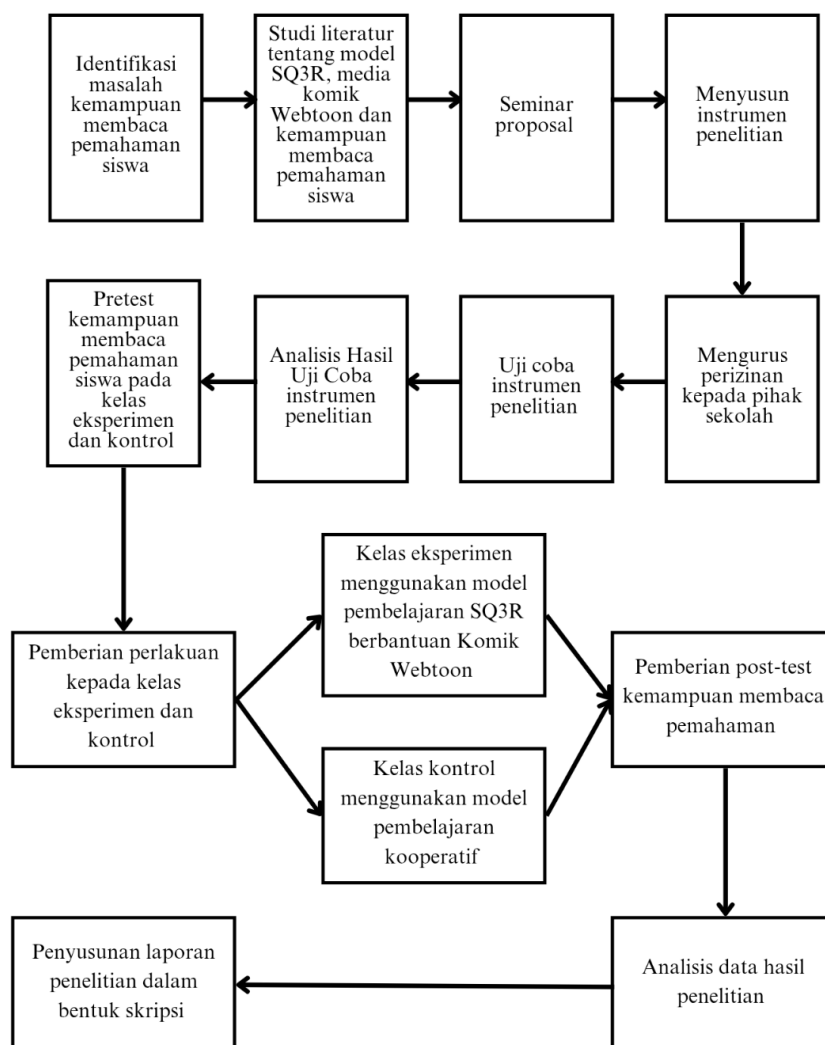 Identifikasi
masalah
kemampuan
membaca
pemahaman
siswa
Studi literatur
tentang model
SQ3R, media
komik
Webtoon dan
kemampuan
membaca
pemahaman
siswa
Seminar
proposal
Menyusun
instrumen
penelitian
Mengurus
perizinan
kepada pihak
sekolah
Uji coba
instrumen
penelitian
Analisis Hasil
Uji Coba
instrumen
penelitian
Pretest
kemampuan
membaca
pemahaman
siswa pada
kelas
eksperimen
dan kontrol
Pemberian perlakuan
kepada kelas
eksperimen dan
kontrol
Kelas eksperimen
menggunakan model
pembelajaran SQ3R
berbantuan Komik
Webtoon
Kelas kontrol
menggunakan model
pembelajaran
kooperatif
Pemberian post-test
kemampuan membaca
pemahaman
Analisis data hasil
penelitian
Penyusunan laporan
penelitian dalam
bentuk skripsi